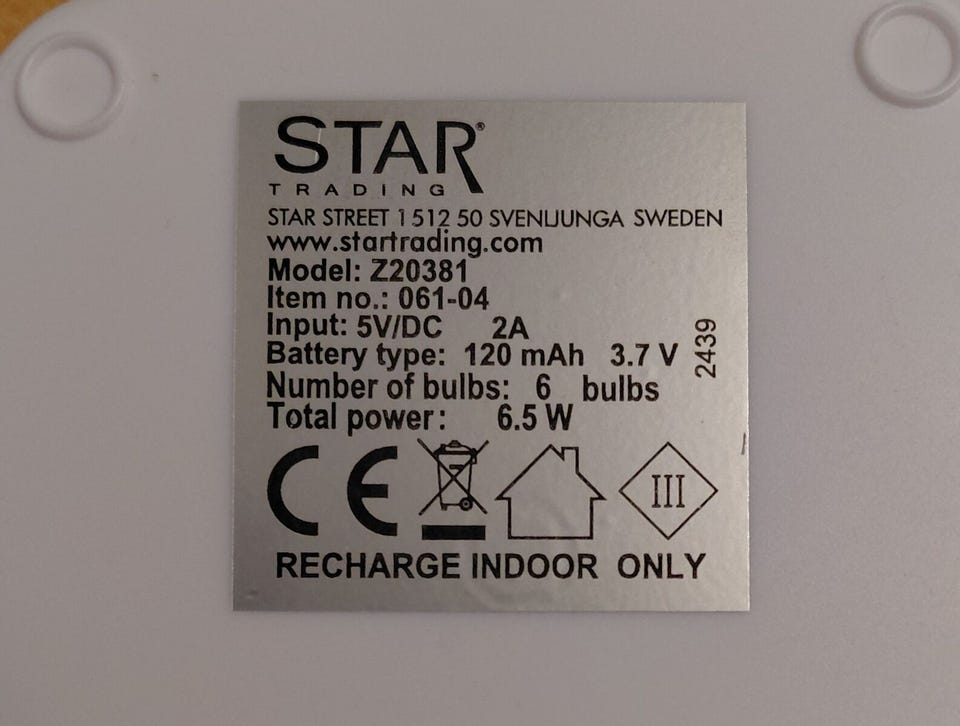 STAR®
TRADING
STAR STREET 1 512 50 SVENLJUNGA SWEDEN
www.startrading.com
Model: Z20381
Item no.: 061-04
Input: 5V/DC 2A
Battery type: 120 mAh 3.7 V
Number of bulbs: 6 bulbs
Total power: 6.5 W
2439
CE
III
RECHARGE INDOOR ONLY